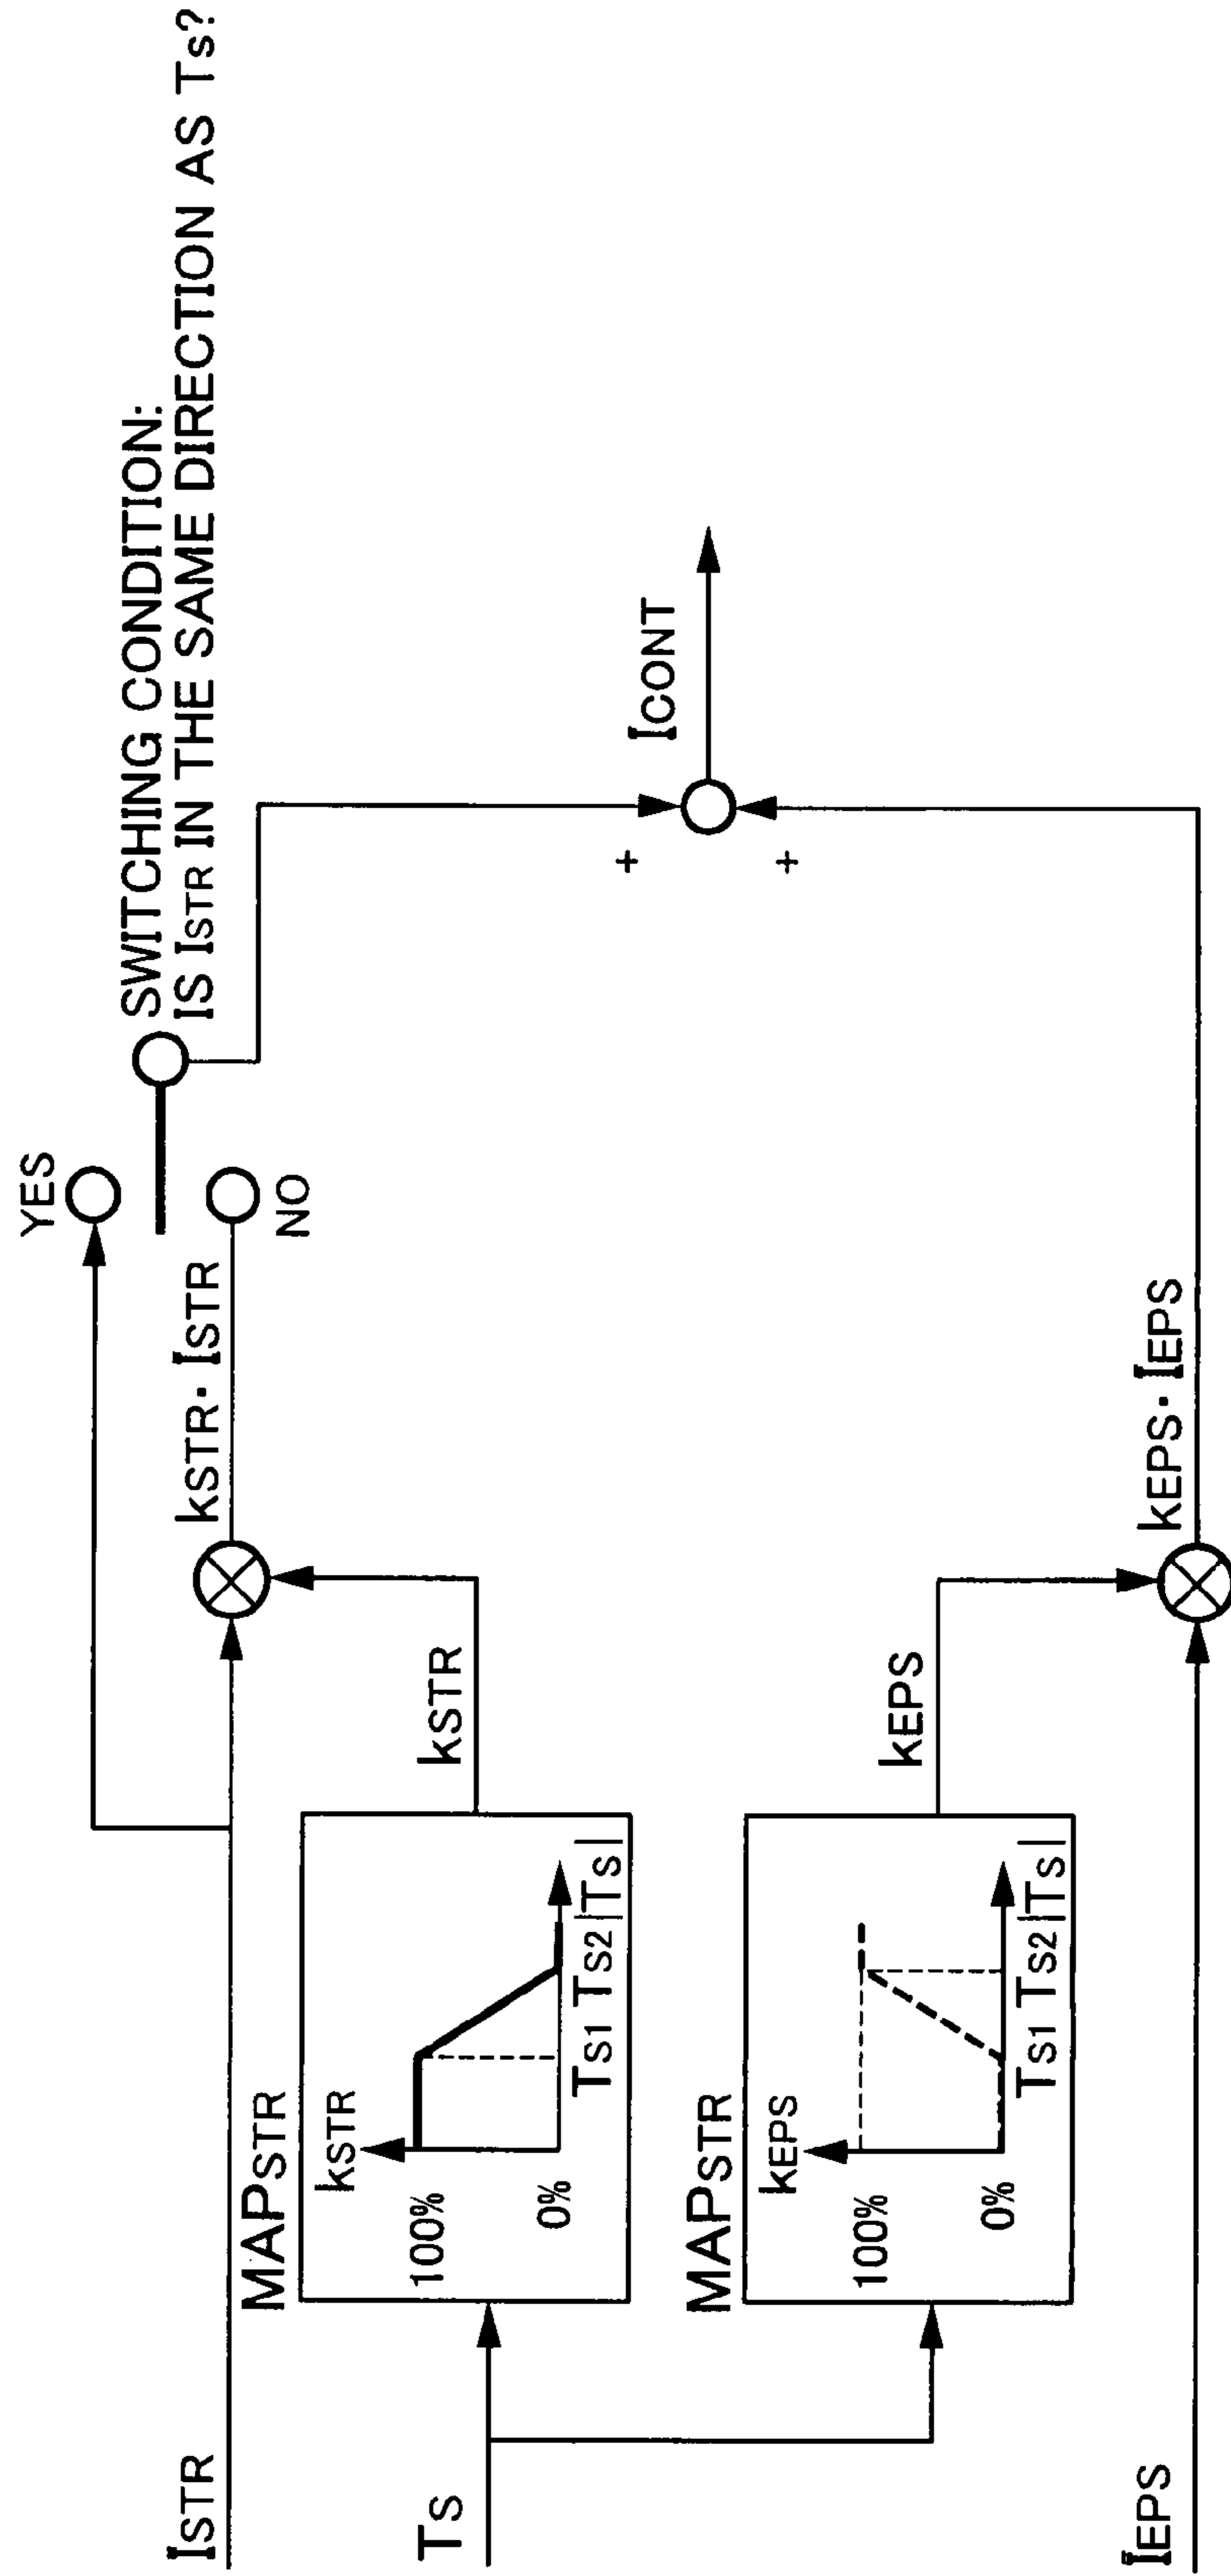 SWITCHING CONDITION:
IS ISTR IN THE SAME DIRECTION AS Ts?
YES
NO
ISTR
kSTR·ISTR
MAPSTR
kSTR
100%
0%
TS1 TS2 |TS|
kSTR
TS
ICONT
+
+
MAPSTR
kEPS
100%
0%
TS1 TS2 |TS|
kEPS
IEPS
kEPS·IEPS